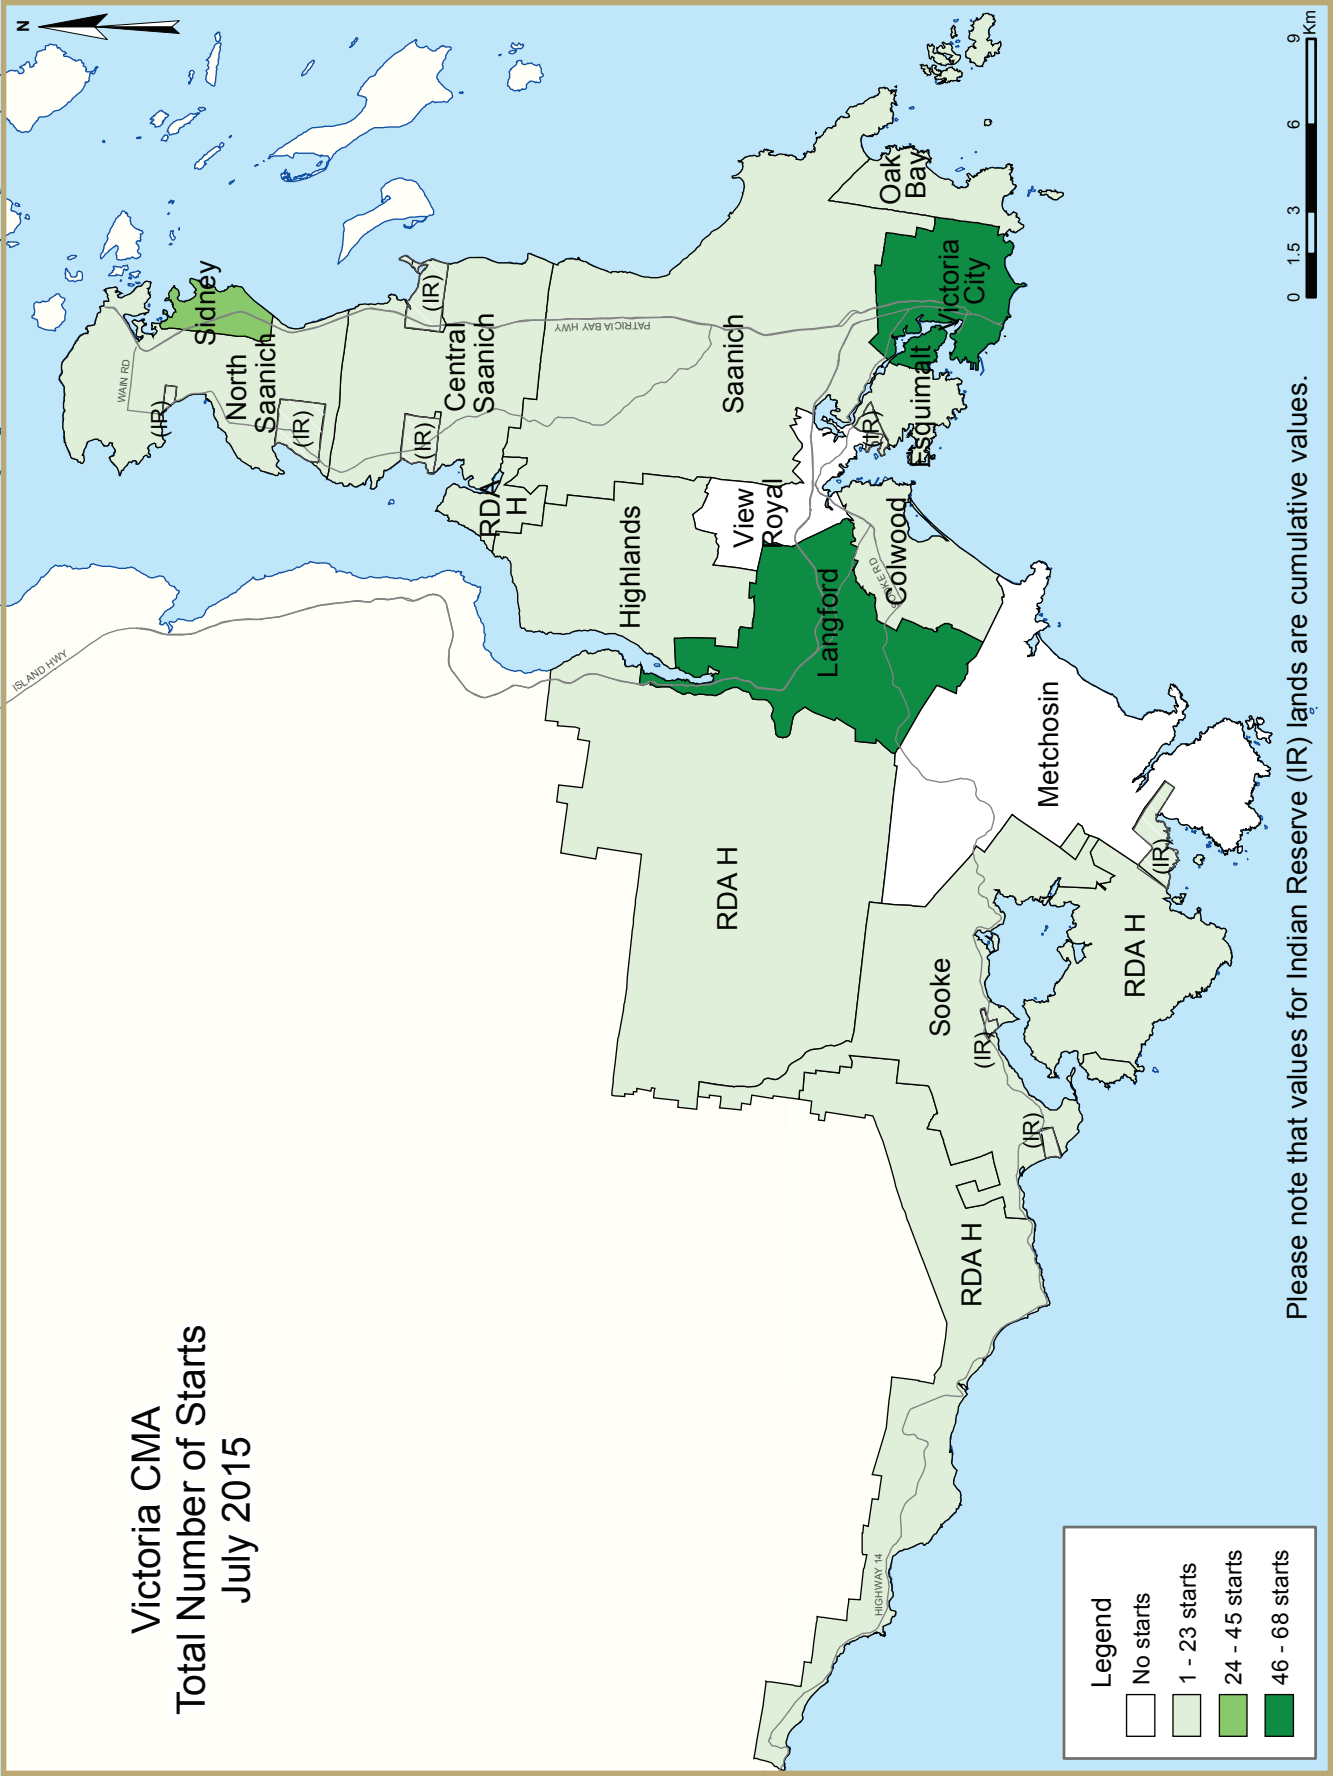 Victoria CMA
Total Number of Starts
July 2015
N
ISLAND HWY
WAIN RD
(IR)
Sidney
North
Saanich
(IR)
(IR)
Central
Saanich
(IR)
PATRICIA BAY HWY
RDA
H
Saanich
Highlands
View
Royal
Oak
Bay
Victoria
City
Esquimalt
(IR)
Langford
Colwood
SOOKE RD
Metchosin
(IR)
RDA H
Sooke
(IR)
RDA H
(IR)
RDA H
HIGHWAY 14
Legend
No starts
1 - 23 starts
24 - 45 starts
46 - 68 starts
0 1.5 3 6 9
Km
Please note that values for Indian Reserve (IR) lands are cumulative values.